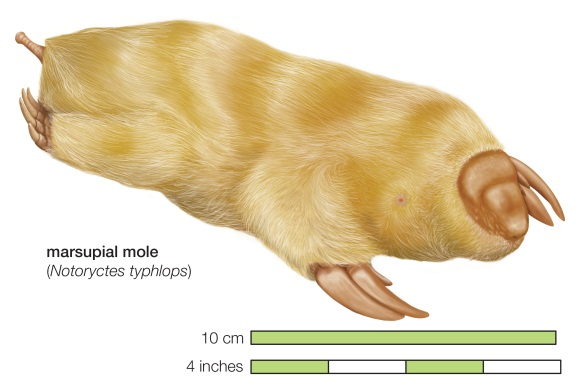 marsupial mole
(Notoryctes typhlops)
10 cm
4 inches